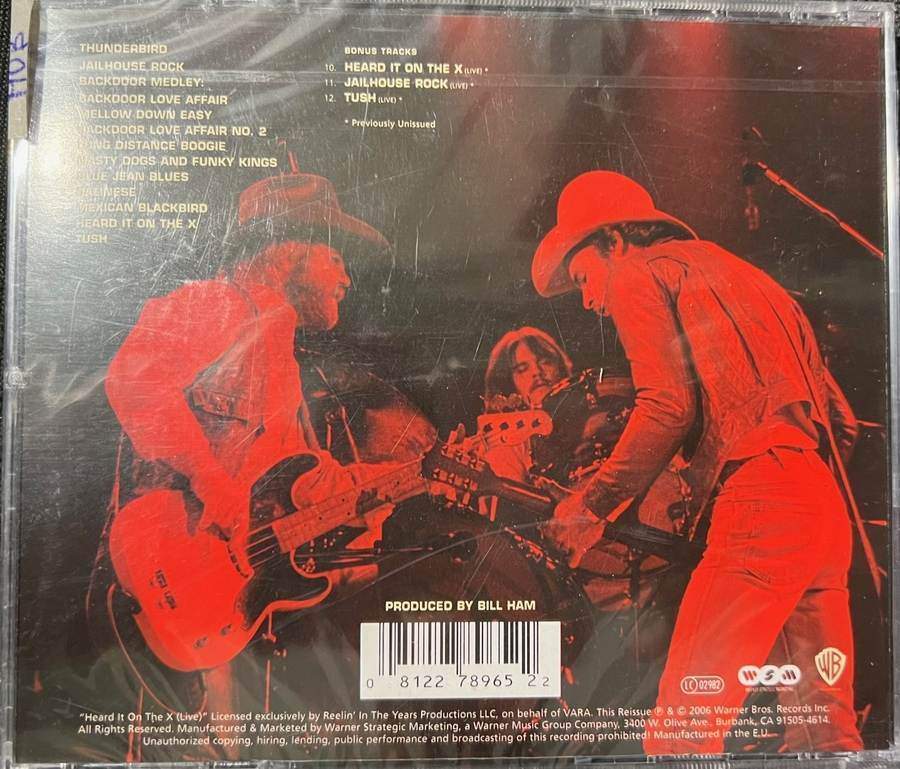 THUNDERBIRD
JAILHOUSE ROCK
BACKDOOR MEDLEY:
BACKDOOR LOVE AFFAIR
MELLOW DOWN EASY
BACKDOOR LOVE AFFAIR NO. 2
LONG DISTANCE BOOGIE
NASTY DOGS AND FUNKY KINGS
BLUE JEAN BLUES
BALINESE
MEXICAN BLACKBIRD
HEARD IT ON THE X
TUSH
BONUS TRACKS
10. HEARD IT ON THE X (LIVE) *
11. JAILHOUSE ROCK (LIVE) *
12. TUSH (LIVE) *
* Previously Unissued
PRODUCED BY BILL HAM
0 8122 78965 2 2
LC 02982
WSM
WB
"Heard It On The X (Live)" Licensed exclusively by Reelin' In The Years Productions LLC, on behalf of VARA. This Reissue ℗ & © 2006 Warner Bros. Records Inc.
All Rights Reserved. Manufactured & Marketed by Warner Strategic Marketing, a Warner Music Group Company, 3400 W. Olive Ave., Burbank, CA 91505-4614.
Unauthorized copying, hiring, lending, public performance and broadcasting of this recording prohibited! Manufactured in the E.U.